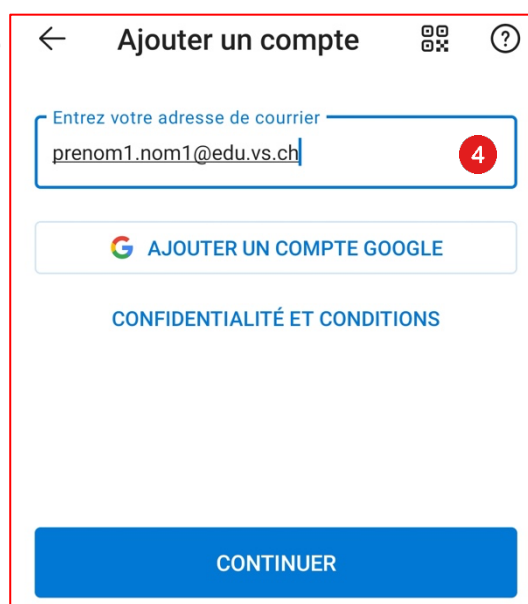 Ajouter un compte
Entrez votre adresse de courrier
prenom1.nom1@edu.vs.ch
4
AJOUTER UN COMPTE GOOGLE
CONFIDENTIALITÉ ET CONDITIONS
CONTINUER